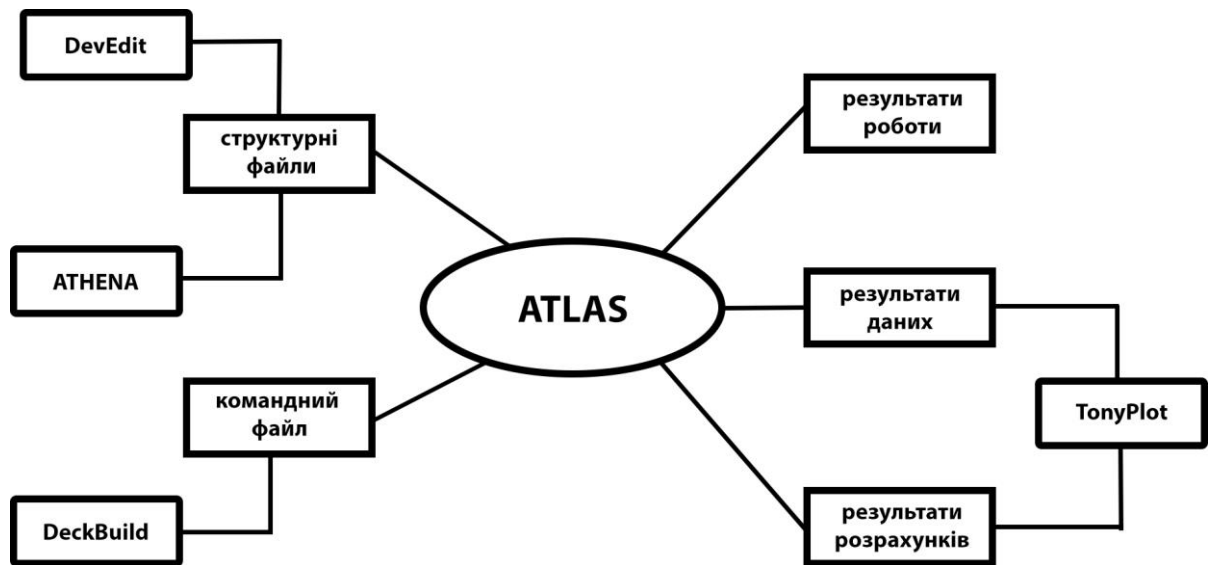 DevEdit
структурні
файли
ATHENA
командний
файл
DeckBuild
ATLAS
результати
роботи
результати
даних
TonyPlot
результати
розрахунків